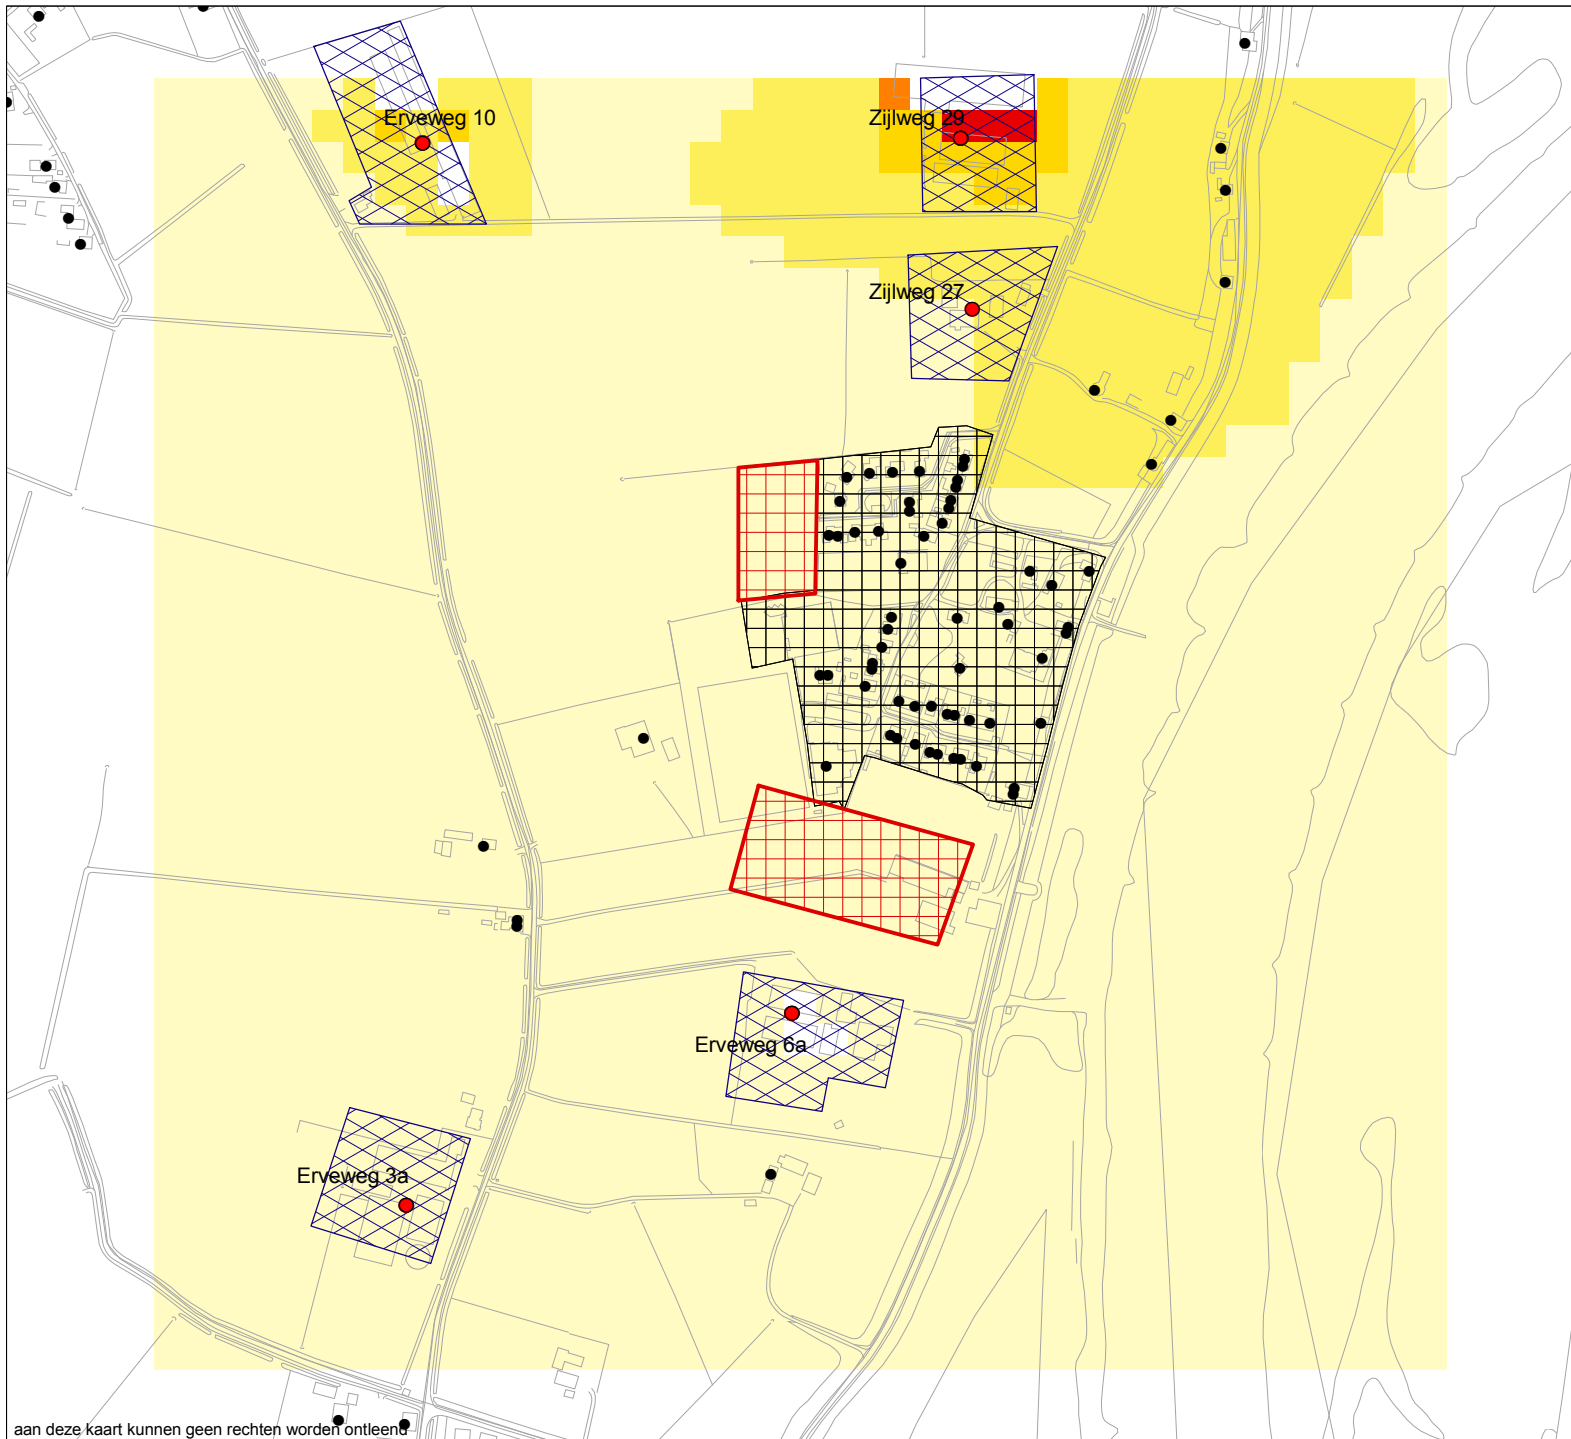 Erveweg 10
Zijlweg 29
Zijlweg 27
Erveweg 6a
Erveweg 3a
aan deze kaart kunnen geen rechten worden ontleend